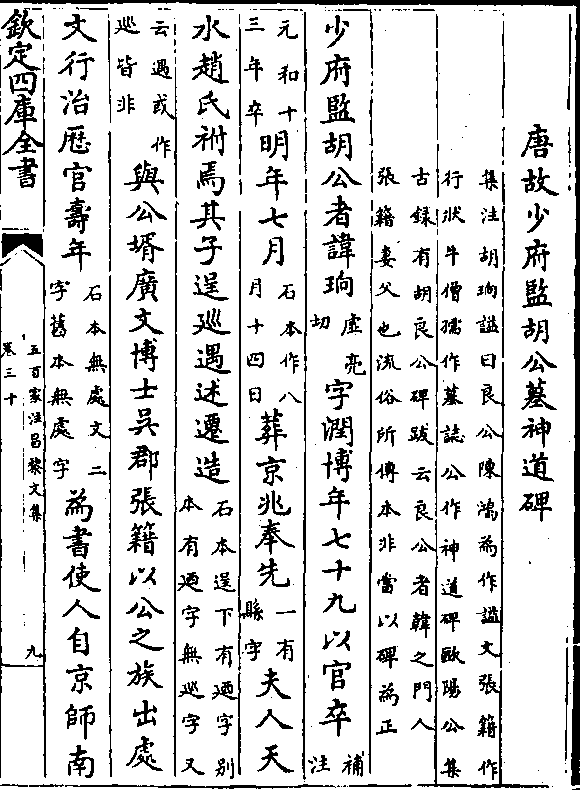 唐故少府監胡公墓神道碑
集注胡珦謚曰良公陳鴻為作謚文張籍作
行狀牛僧孺作墓誌公作神道碑歐陽公集
古録有胡良公碑跋云良公者韓之門人
張籍妻父也流俗所傳本非當以碑為正
少府監胡公者諱珦
虚亮
切
字潤博年七十九以官卒
補
注
元和十
三年卒
明年七月
石本作八
月十四日
葬京兆奉先
一有
縣字
夫人天
水趙氏祔焉其子逞廵遇述遷造
石本逞下有迺字别
本有迺字無廵字又
云遇或作
廵皆非
與公壻廣文博士吳郡張籍以公之族出處
文行治歴官夀年
石本無處文二
字舊本無處字
為書使人自京師南
欽定四庫全書
五百家注昌黎文集
卷三十
九